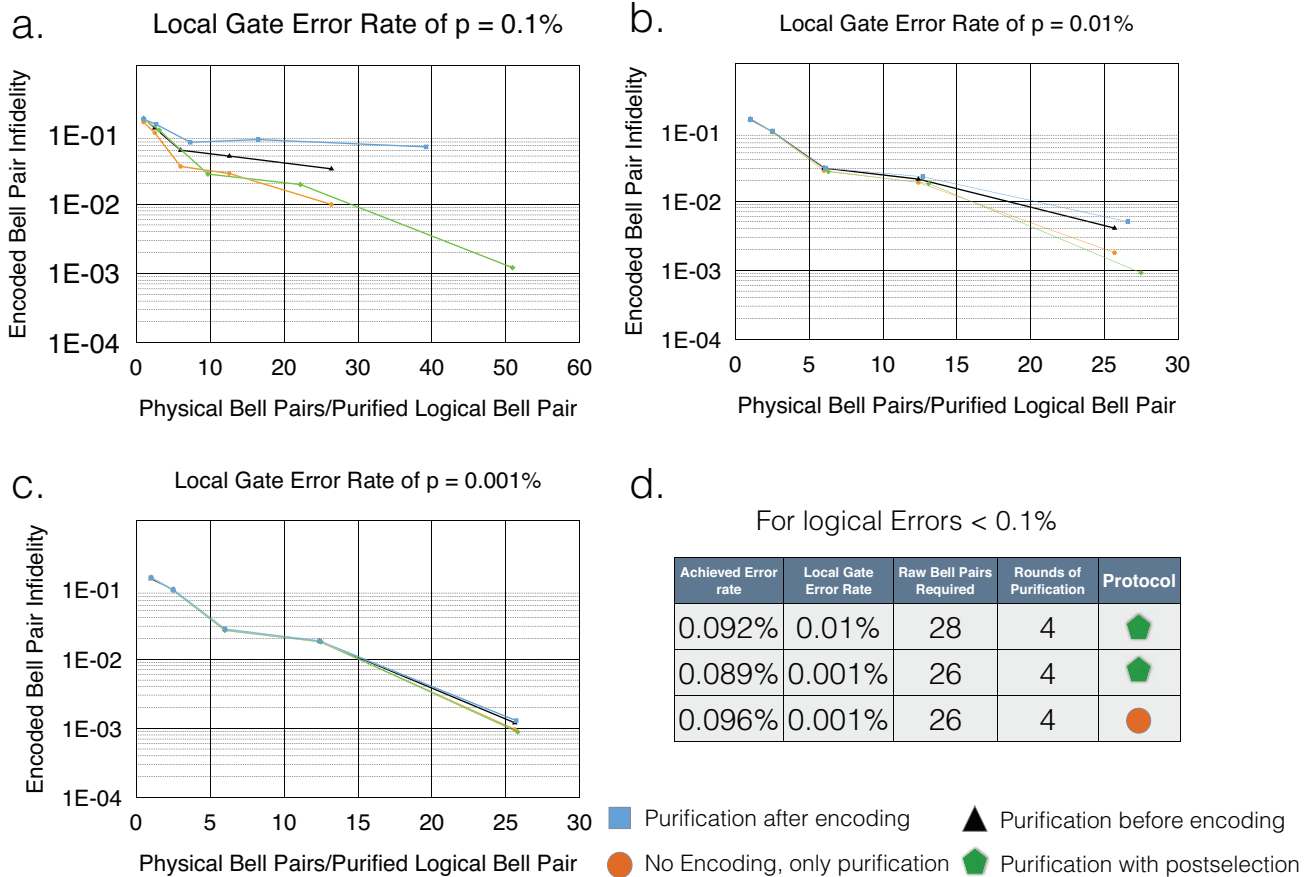 a.
Local Gate Error Rate of p = 0.1%
Encoded Bell Pair Infidelity
1E-01
1E-02
1E-03
1E-04
0 10 20 30 40 50 60
Physical Bell Pairs/Purified Logical Bell Pair
b.
Local Gate Error Rate of p = 0.01%
Encoded Bell Pair Infidelity
1E-01
1E-02
1E-03
1E-04
0 5 10 15 20 25 30
Physical Bell Pairs/Purified Logical Bell Pair
c.
Local Gate Error Rate of p = 0.001%
Encoded Bell Pair Infidelity
1E-01
1E-02
1E-03
1E-04
0 5 10 15 20 25 30
Physical Bell Pairs/Purified Logical Bell Pair
d.
For logical Errors < 0.1%
Achieved Error rate Local Gate Error Rate Raw Bell Pairs Required Rounds of Purification Protocol
0.092% 0.01% 28 4
0.089% 0.001% 26 4
0.096% 0.001% 26 4
Purification after encoding
Purification before encoding
No Encoding, only purification
Purification with postselection